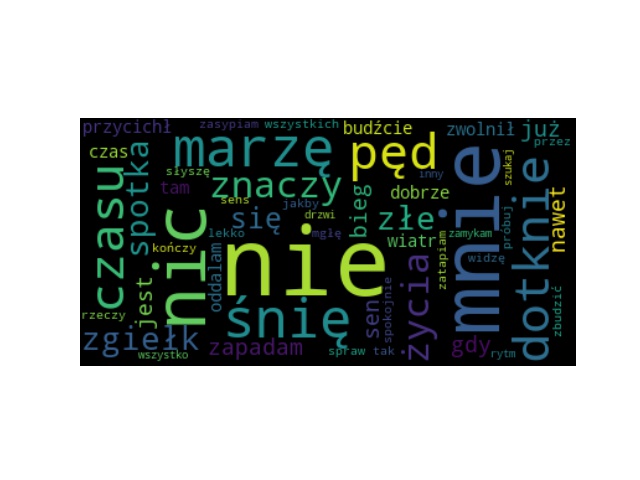 przycichł zasypiam wszystkich budźcie zwolnił już
czas marzę pęd przez
słyszę inny szukaj
tam znaczy dobrze
czasu spotka sens jakby nawet
nic się drzwi bieg złe mnie dotknie
lekko mgłę wiatr zamykam próbuj
kończy nie widzę
jest oddalam sen spokojnie życia zatapiam zbudzić
rzeczy śnię
zgiełk zapadam gdy
wszystko spraw tak rytm